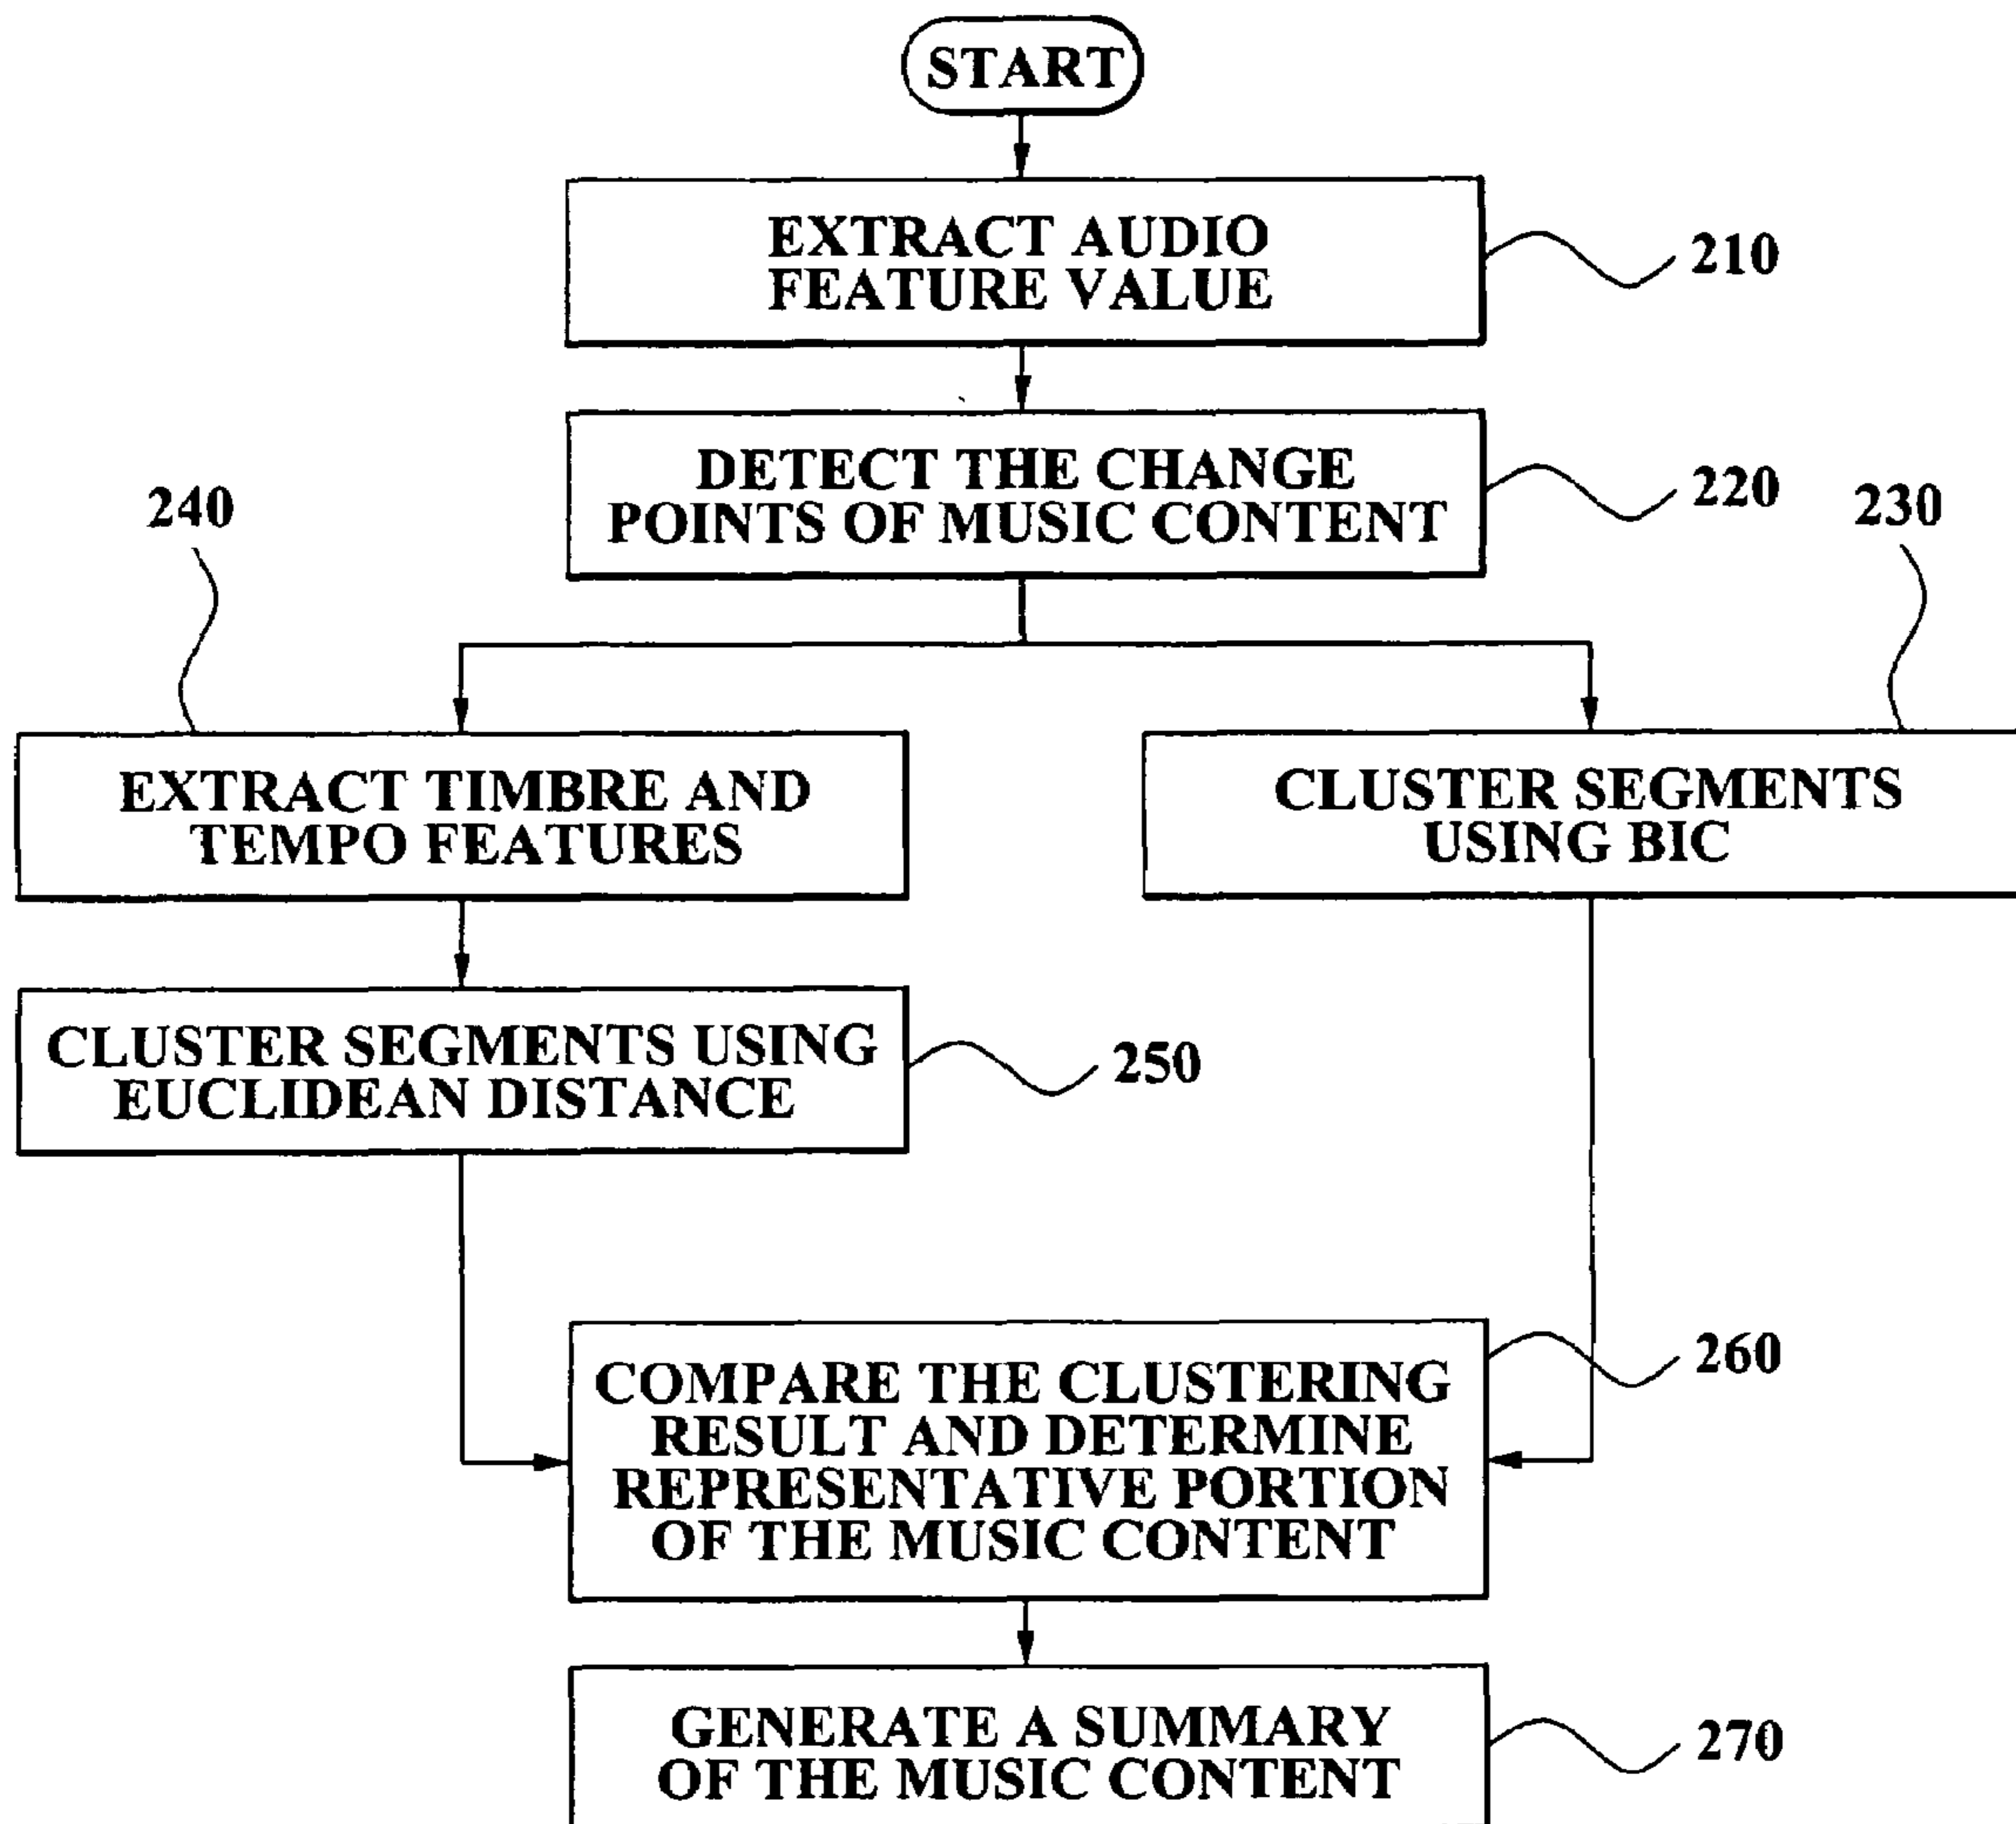 START
EXTRACT AUDIO
FEATURE VALUE
210
DETECT THE CHANGE
POINTS OF MUSIC CONTENT
220
240
230
EXTRACT TIMBRE AND
TEMPO FEATURES
CLUSTER SEGMENTS
USING BIC
CLUSTER SEGMENTS USING
EUCLIDEAN DISTANCE
250
COMPARE THE CLUSTERING
RESULT AND DETERMINE
REPRESENTATIVE PORTION
OF THE MUSIC CONTENT
260
GENERATE A SUMMARY
OF THE MUSIC CONTENT
270